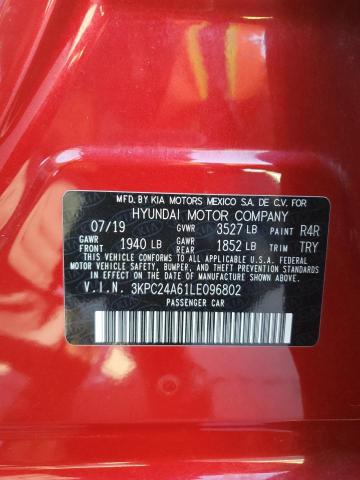 MFD. BY KIA MOTORS MEXICO S.A. DE C.V. FOR
HYUNDAI MOTOR COMPANY
07/19 GVWR 3527 LB PAINT R4R
GAWR FRONT 1940 LB GAWR REAR 1852 LB TRIM TRY
THIS VEHICLE CONFORMS TO ALL APPLICABLE U.S.A. FEDERAL
MOTOR VEHICLE SAFETY, BUMPER, AND THEFT PREVENTION
STANDARDS IN EFFECT ON THE DATE OF MANUFACTURE SHOWN ABOVE.
V.I.N. 3KPC24A61LE096802
PASSENGER CAR